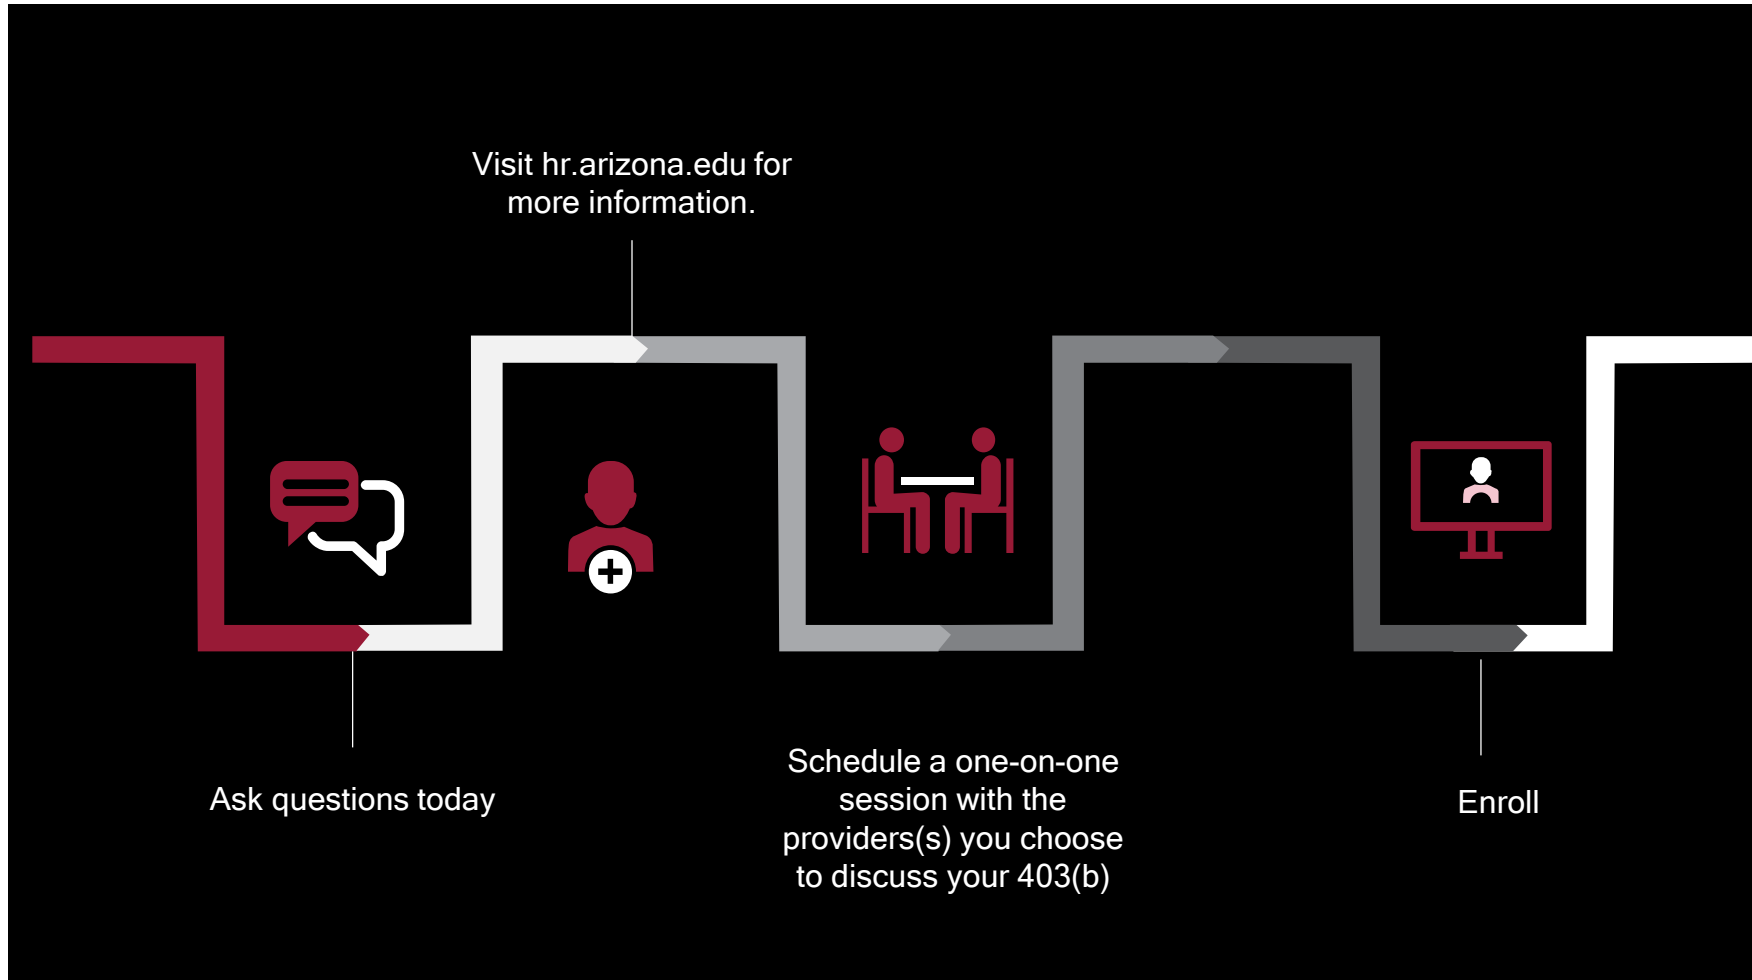 Visit hr.arizona.edu for
more information.
Ask questions today
Schedule a one-on-one
session with the
providers(s) you choose
to discuss your 403(b)
Enroll